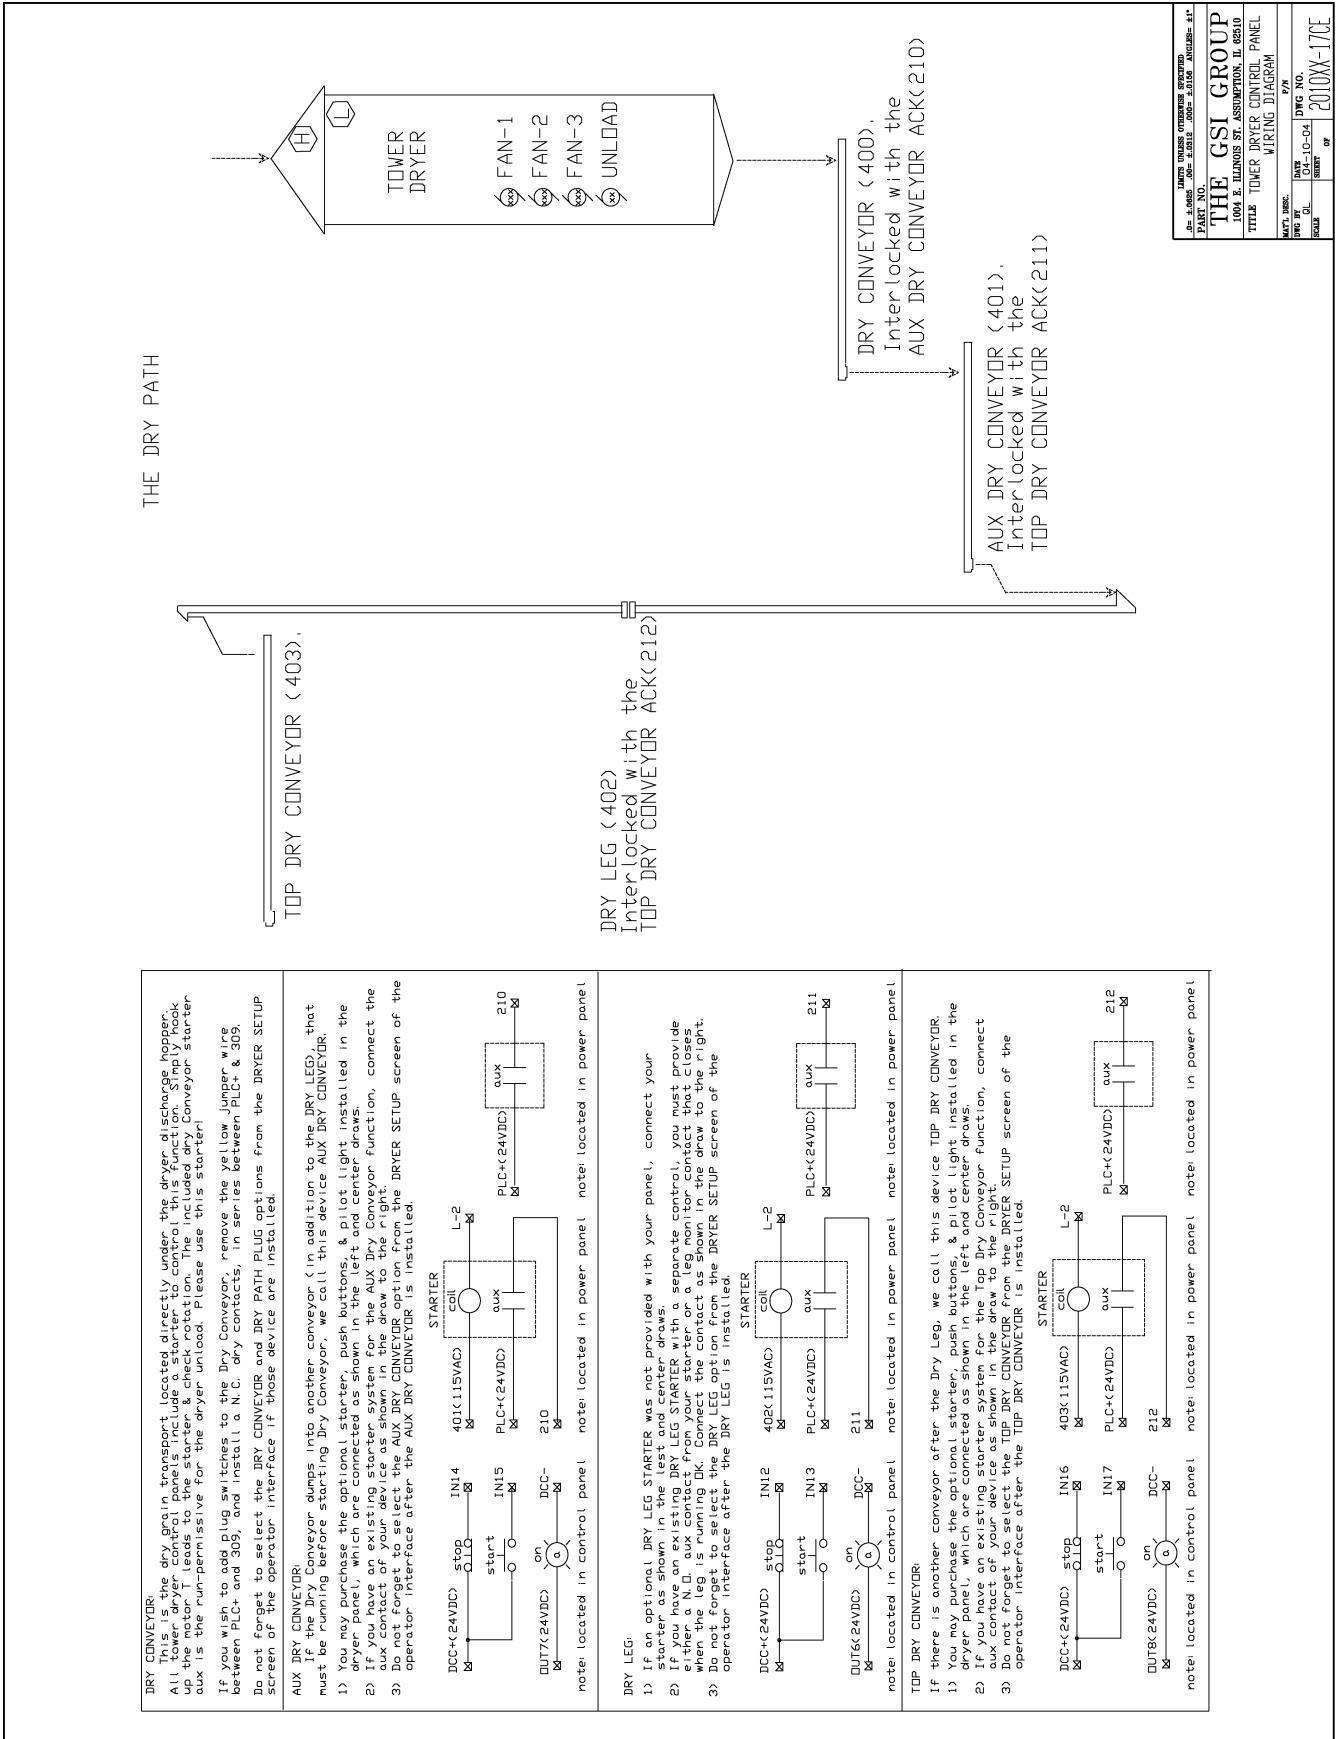 THE DRY PATH
TOWER
DRYER
H
L
xxx FAN-1
xxx FAN-2
xxx FAN-3
xx UNLOAD
DRY CONVEYOR (400),
Interlocked with the
AUX DRY CONVEYOR ACK(210)
AUX DRY CONVEYOR (401),
Interlocked with the
TOP DRY CONVEYOR ACK(211)
TOP DRY CONVEYOR (403),
DRY LEG (402)
Interlocked with the
TOP DRY CONVEYOR ACK(212)
DRY CONVEYOR:
This is the dry grain transport located directly under the dryer discharge hopper.
All tower dryer control panels include a starter to control this function. Simply hook
up the motor T leads to the starter & check rotation. The included dry Conveyor starter
aux is the run-permissive for the dryer unload. Please use this starter!
If you wish to add plug switches to the Dry Conveyor, remove the yellow jumper wire
between PLC+ and 309, and install a N.C. dry contacts, in series between PLC+ & 309.
Do not forget to select the DRY CONVEYOR and DRY PATH PLUG options from the DRYER SETUP
screen of the operator interface if those device are installed.
AUX DRY CONVEYOR:
If the Dry Conveyor dumps into another conveyor (in addition to the DRY LEG), that
must be running before starting Dry Conveyor, we call this device AUX DRY CONVEYOR.
1) You may purchase the optional starter, push buttons, & pilot light installed in the
dryer panel, which are connected as shown in the left and center draws.
2) If you have an existing starter system for the AUX Dry Conveyor function, connect the
aux contact of your device as shown in the draw to the right.
3) Do not forget to select the AUX DRY CONVEYOR option from the DRYER SETUP screen of the
operator interface after the AUX DRY CONVEYOR is installed.
DCC+(24VDC) stop IN14
start IN15
OUT7(24VDC) on a DCC-
note: located in control panel
STARTER
401(115VAC) coil L-2
PLC+(24VDC) aux
210
note: located in power panel
PLC+(24VDC) aux 210
note: located in power panel
DRY LEG:
1) If an optional DRY LEG STARTER was not provided with your panel, connect your
starter as shown in the lest and center draws.
2) If you have an existing DRY LEG STARTER with a separate control, you must provide
either a N.O. aux contact from your starter or a leg monitor contact that closes
when the leg is running OK. Connect the contact as shown in the draw to the right.
3) Do not forget to select the DRY LEG option from the DRYER SETUP screen of the
operator interface after the DRY LEG is installed.
DCC+(24VDC) stop IN12
start IN13
OUT6(24VDC) on a DCC-
note: located in control panel
STARTER
402(115VAC) coil L-2
PLC+(24VDC) aux
211
note: located in power panel
PLC+(24VDC) aux 211
note: located in power panel
TOP DRY CONVEYOR:
If there is another conveyor after the Dry Leg, we call this device TOP DRY CONVEYOR.
1) You may purchase the optional starter, push buttons, & pilot light installed in the
dryer panel, which are connected as shown in the left and center draws.
2) If you have an existing starter system for the Top Dry Conveyor function, connect
aux contact of your device as shown in the draw to the right.
3) Do not forget to select the TOP DRY CONVEYOR from the DRYER SETUP screen of the
operator interface after the TOP DRY CONVEYOR is installed.
DCC+(24VDC) stop IN16
start IN17
OUT8(24VDC) on a DCC-
note: located in control panel
STARTER
403(115VAC) coil L-2
PLC+(24VDC) aux
212
note: located in power panel
PLC+(24VDC) aux 212
note: located in power panel
LIMITS UNLESS OTHERWISE SPECIFIED
.0= ±.0625 .00= ±.0312 .000= ±.0156 ANGLES= ±1°
PART NO.
THE GSI GROUP
1004 E. ILLINOIS ST. ASSUMPTION, IL 62510
TITLE TOWER DRYER CONTROL PANEL
WIRING DIAGRAM
MAT'L DESC. P/N
DWG BY QL DATE 04-10-04 DWG NO. 2010XX-17CE
SCALE SHEET OF